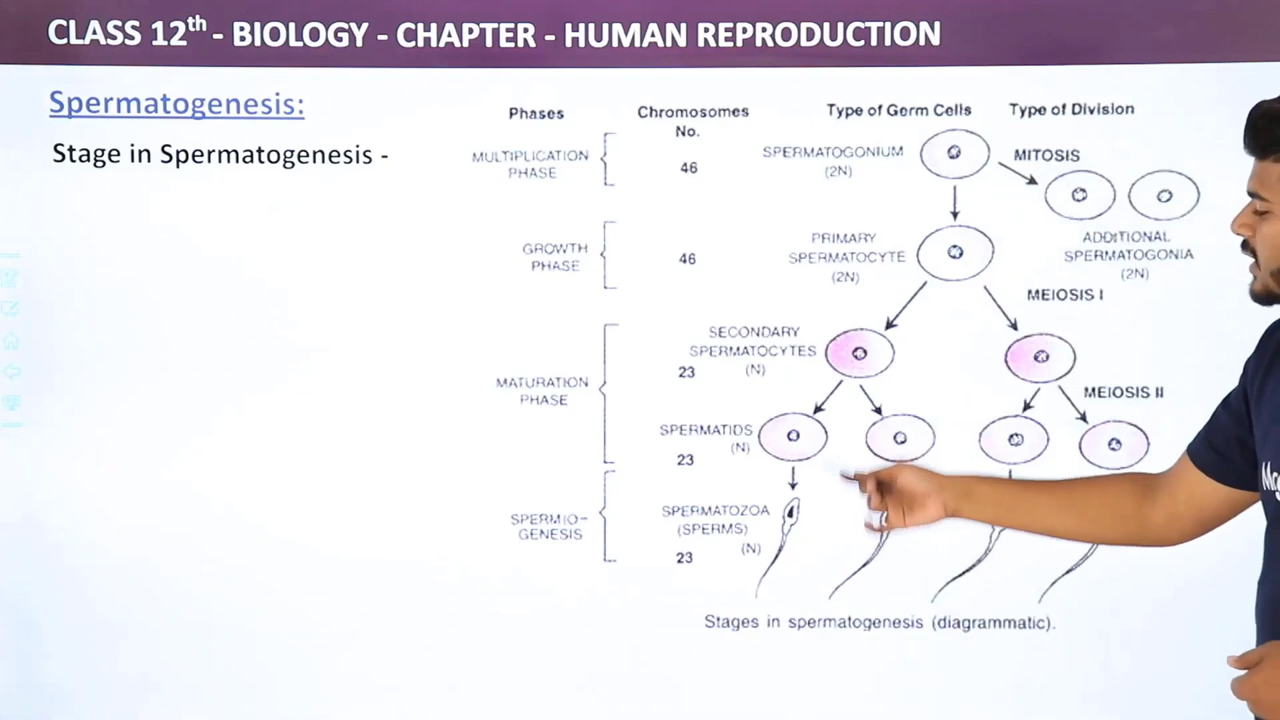 CLASS 12th - BIOLOGY - CHAPTER - HUMAN REPRODUCTION
Spermatogenesis:
Stage in Spermatogenesis -
Phases
Chromosomes
No.
Type of Germ Cells
Type of Division
MULTIPLICATION
PHASE
46
SPERMATOGONIUM
(2N)
MITOSIS
ADDITIONAL
SPERMATOGONIA
(2N)
GROWTH
PHASE
46
PRIMARY
SPERMATOCYTE
(2N)
MEIOSIS I
MATURATION
PHASE
SECONDARY
SPERMATOCYTES
(N)
23
MEIOSIS II
SPERMATIDS
(N)
23
SPERMIO-
GENESIS
SPERMATOZOA
(SPERMS)
(N)
23
Stages in spermatogenesis (diagrammatic).